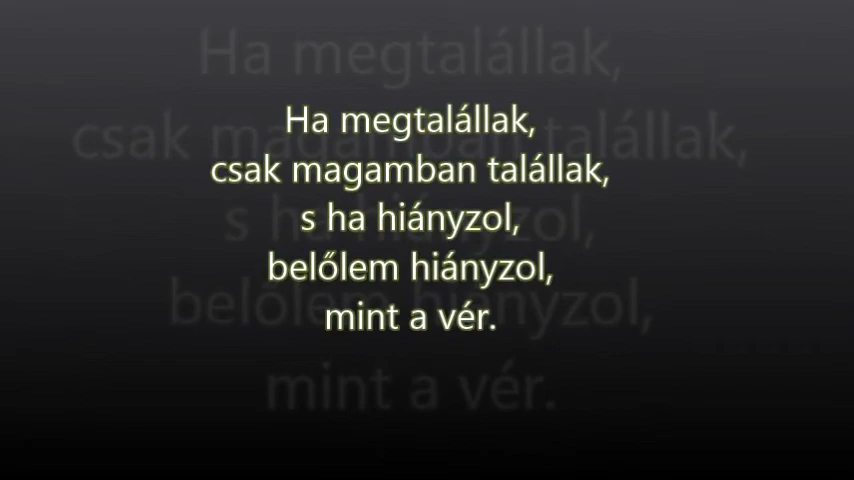 Ha megtalállak,
csak magamban talállak,
s ha hiányzol,
belőlem hiányzol,
mint a vér.